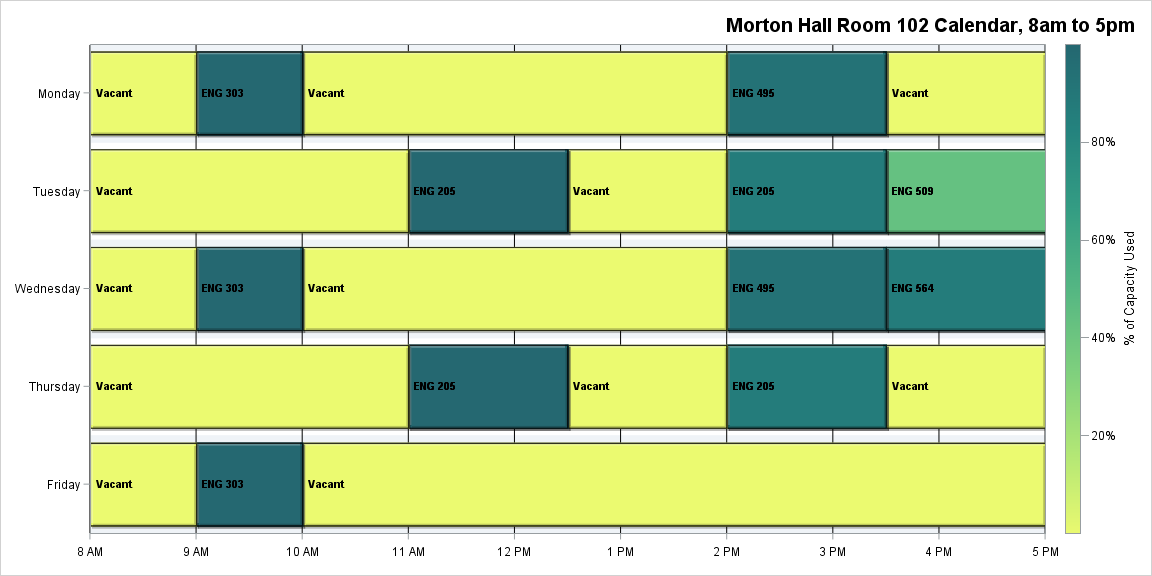 Morton Hall Room 102 Calendar, 8am to 5pm
Monday
Vacant
ENG 303
Vacant
ENG 495
Vacant
Tuesday
Vacant
ENG 205
Vacant
ENG 205
ENG 509
Wednesday
Vacant
ENG 303
Vacant
ENG 495
ENG 564
Thursday
Vacant
ENG 205
Vacant
ENG 205
Vacant
Friday
Vacant
ENG 303
Vacant
8 AM
9 AM
10 AM
11 AM
12 PM
1 PM
2 PM
3 PM
4 PM
5 PM
80%
60%
40%
20%
% of Capacity Used